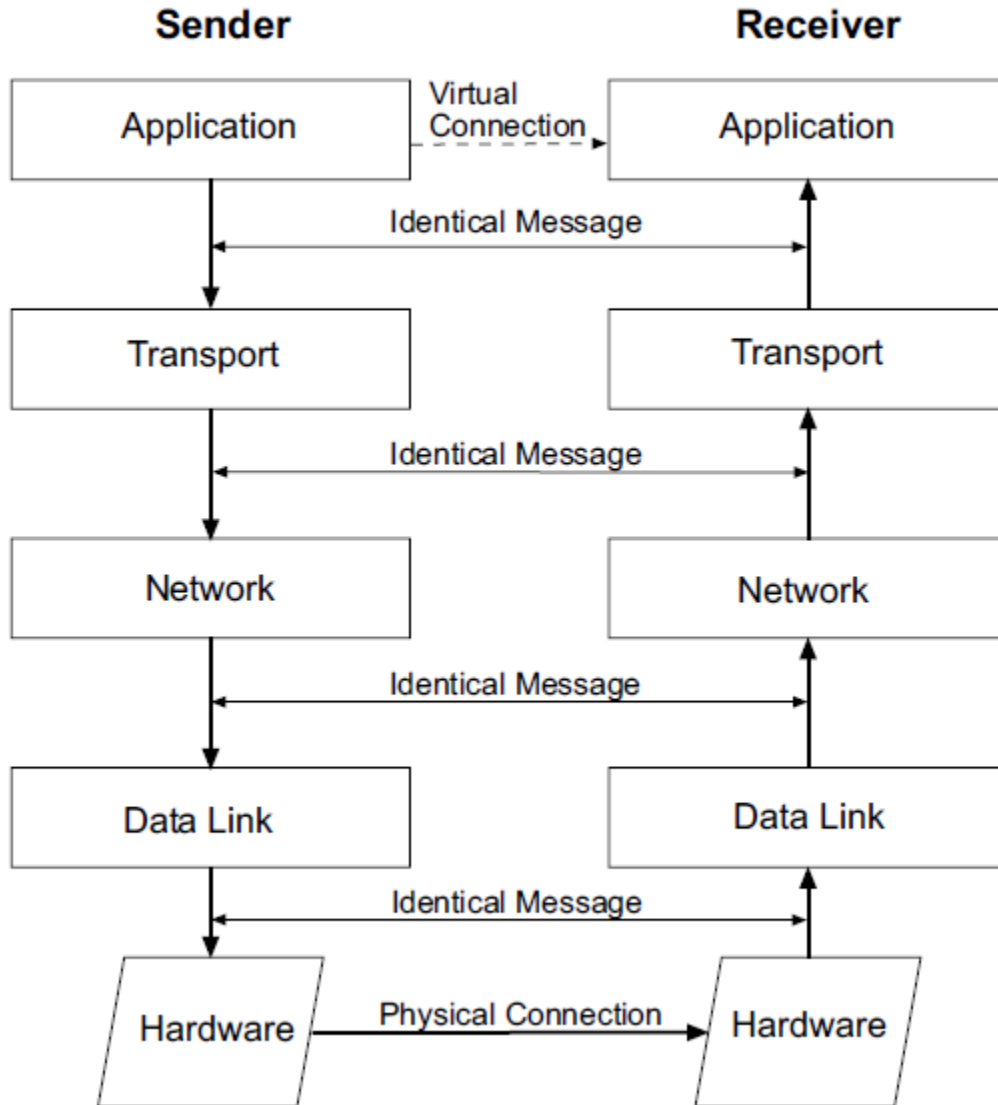 Sender
Receiver
Application
Virtual
Connection
Application
Identical Message
Transport
Transport
Identical Message
Network
Network
Identical Message
Data Link
Data Link
Identical Message
Hardware
Physical Connection
Hardware